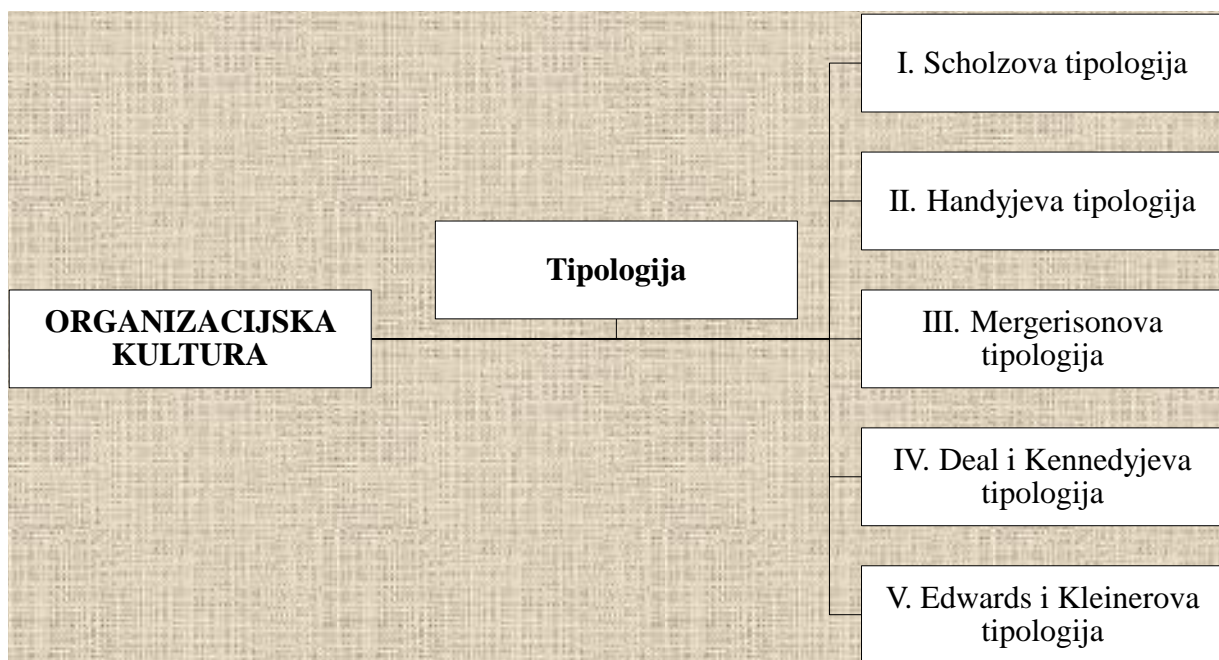 ORGANIZACIJSKA
KULTURA
Tipologija
I. Scholzova tipologija
II. Handyjeva tipologija
III. Mergerisonova
tipologija
IV. Deal i Kennedyjeva
tipologija
V. Edwards i Kleinerova
tipologija